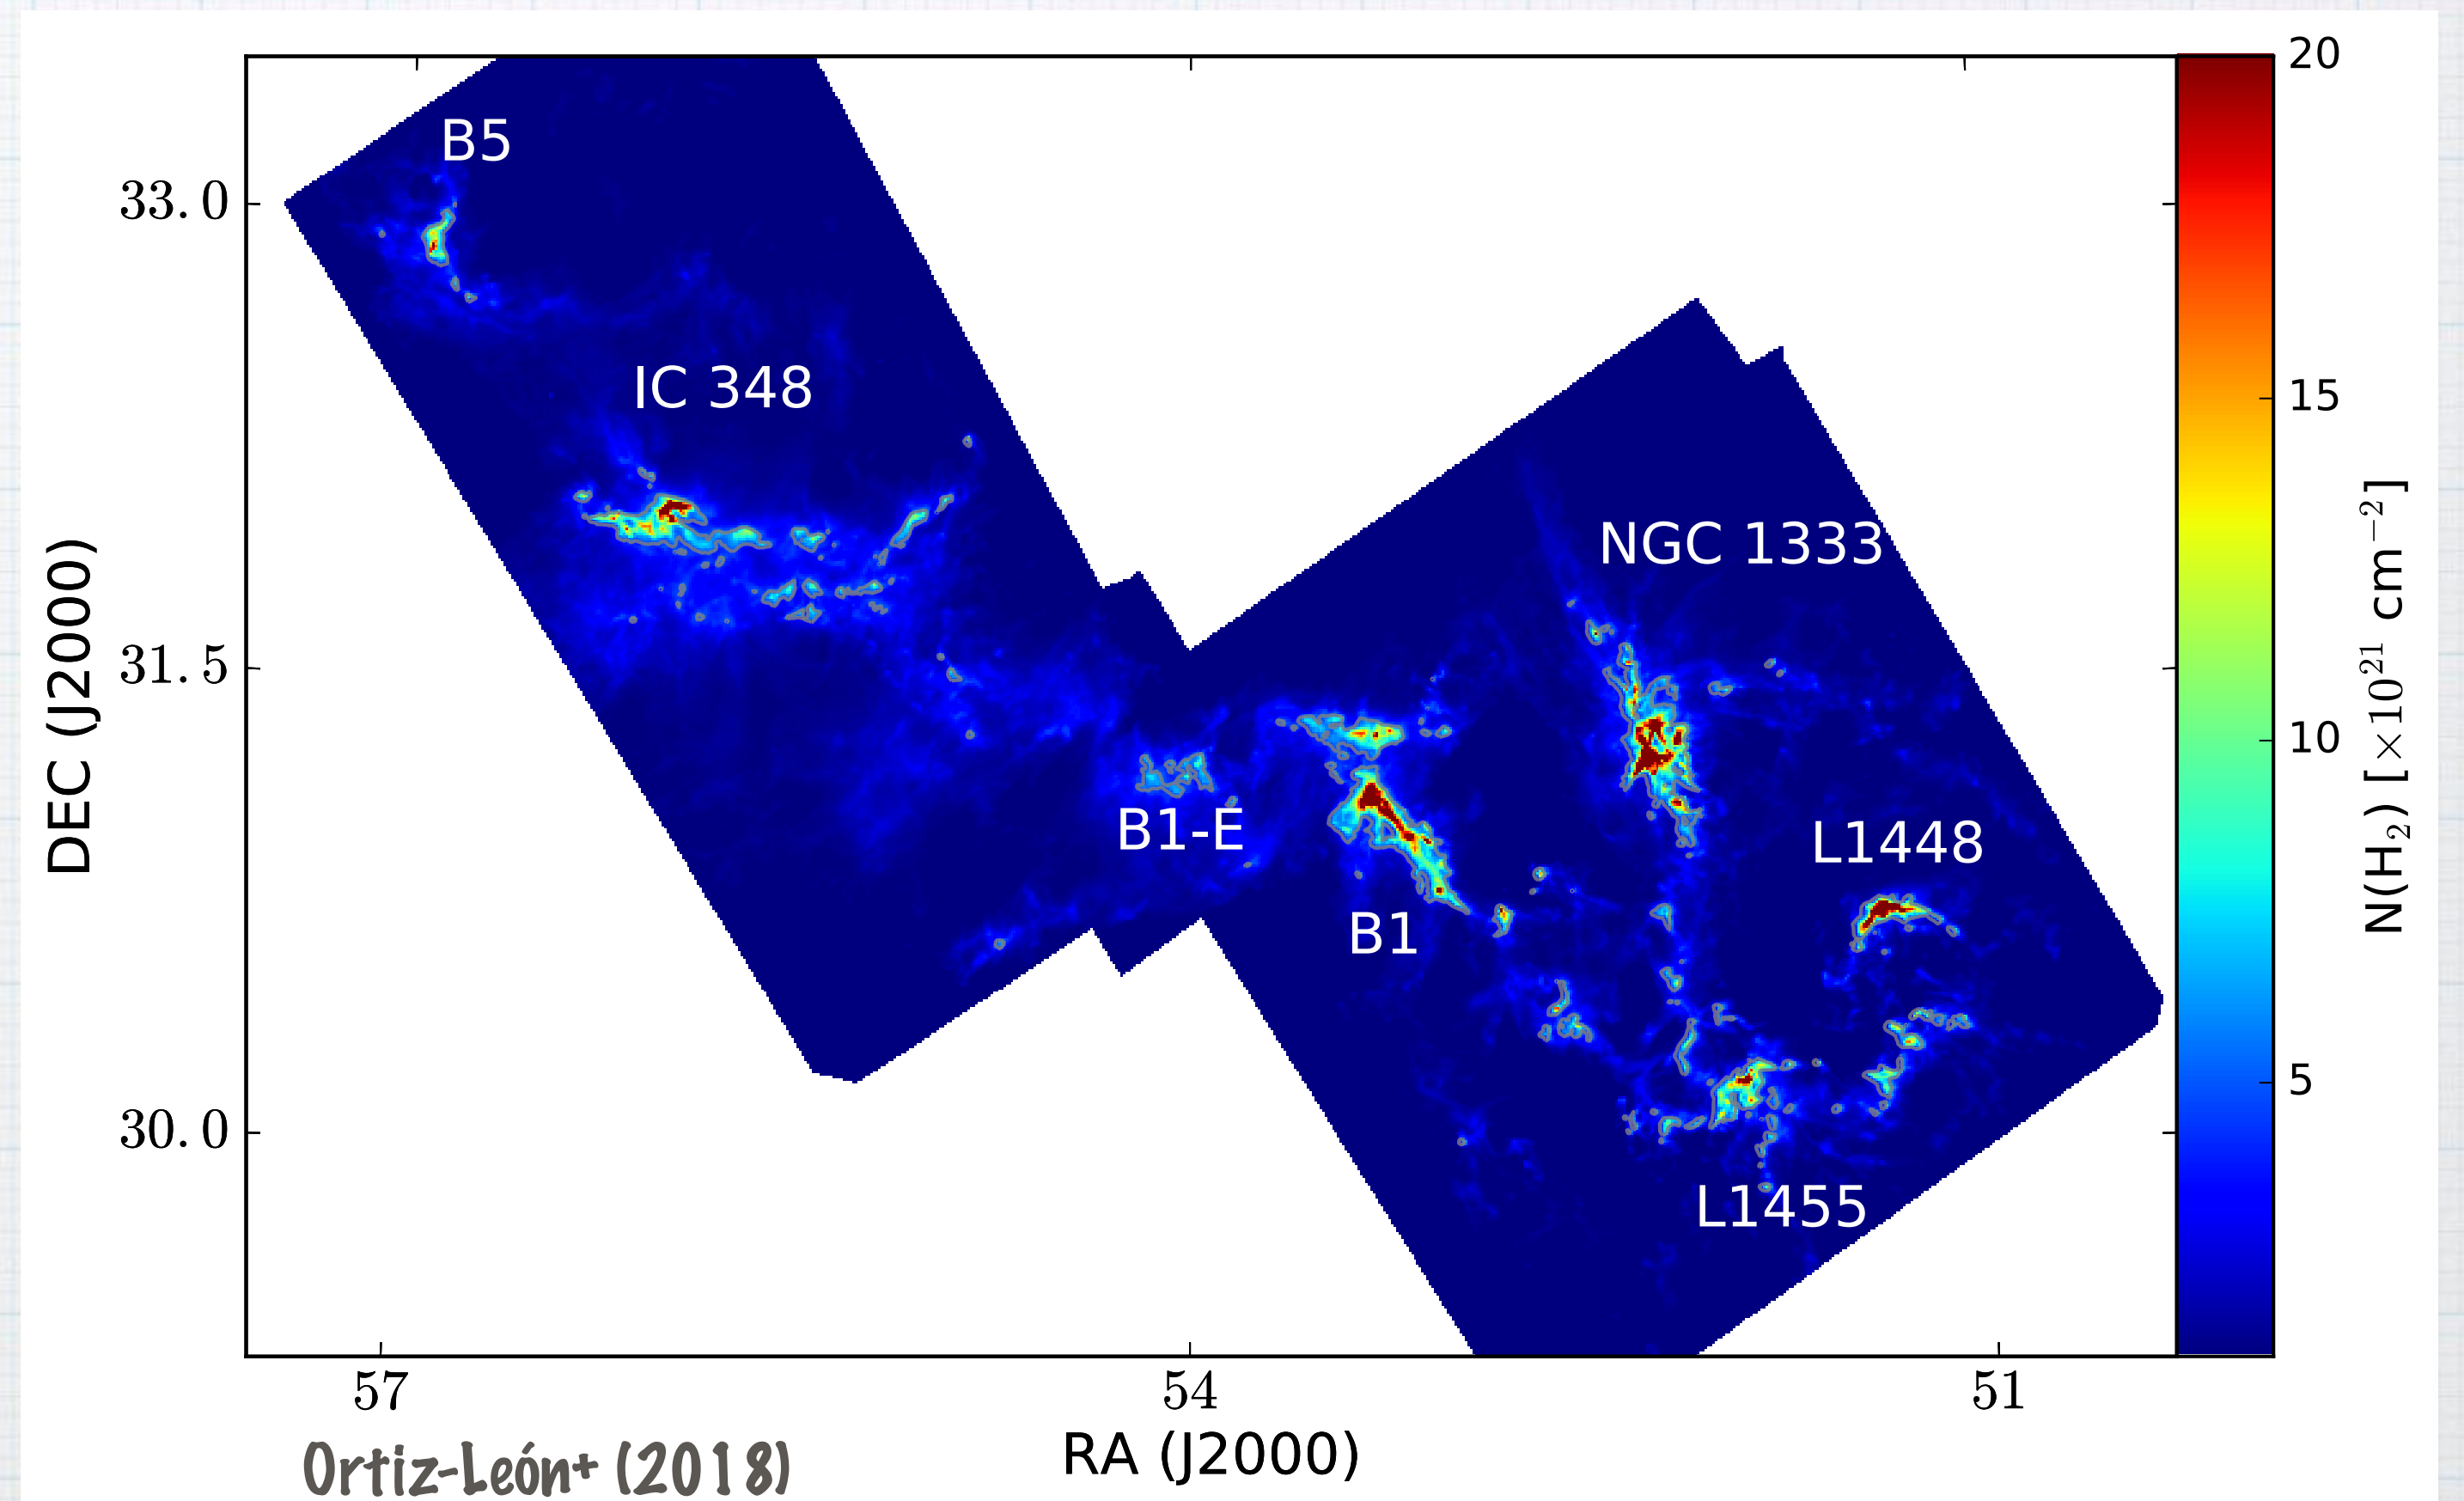 B5
IC 348
NGC 1333
B1-E
B1
L1448
L1455
33.0
31.5
30.0
DEC (J2000)
57
54
51
RA (J2000)
20
15
10
5
N(H₂) [×10²¹ cm⁻²]
Ortiz-León+ (2018)